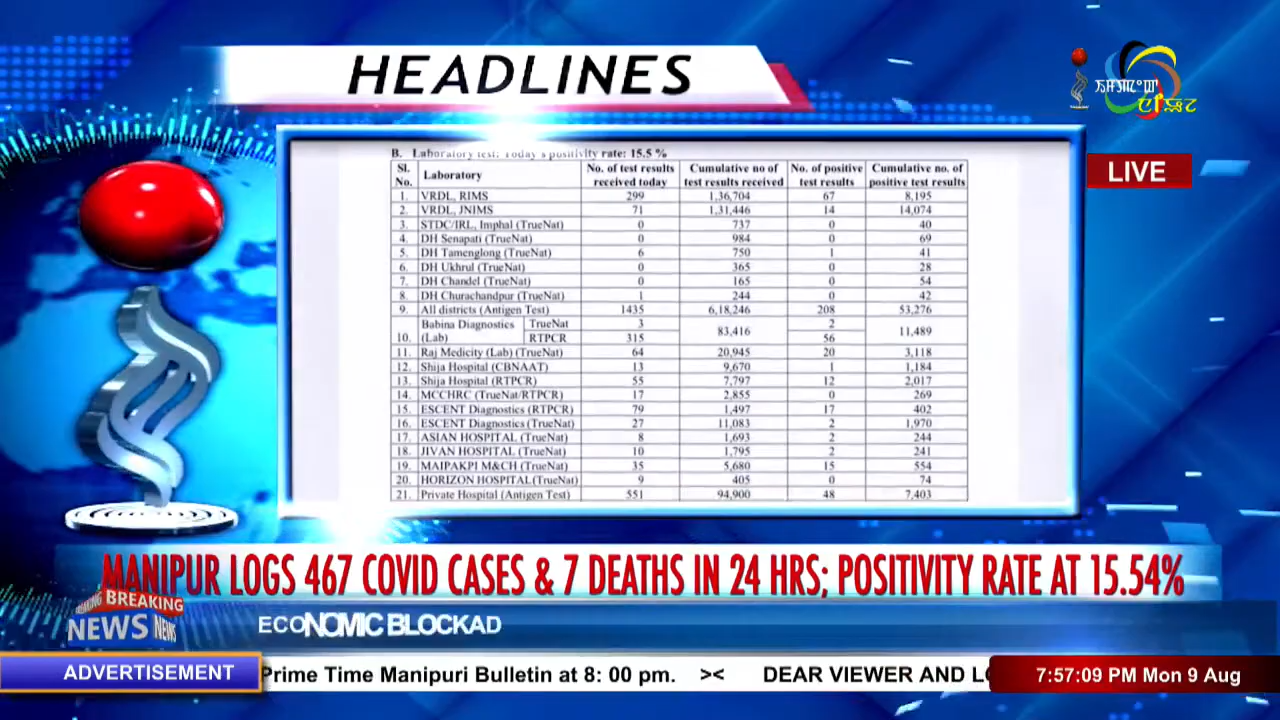 HEADLINES
LIVE
B. Laboratory test: Today's positivity rate: 15.5 %
Sl. No. Laboratory No. of test results received today Cumulative no of test results received No. of positive test results Cumulative no. of positive test results
1. VRDL, RIMS 299 1,36,704 67 8,195
2. VRDL, JNIMS 71 1,31,446 14 14,074
3. STDC/IRL, Imphal (TrueNat) 0 737 0 40
4. DH Senapati (TrueNat) 0 984 0 69
5. DH Tamenglong (TrueNat) 6 750 1 41
6. DH Ukhrul (TrueNat) 0 365 0 28
7. DH Chandel (TrueNat) 0 165 0 54
8. DH Churachandpur (TrueNat) 1 244 0 42
9. All districts (Antigen Test) 1435 6,18,246 208 53,276
10. Babina Diagnostics (Lab) TrueNat 3 83,416 2 11,489
RTPCR 315 56
11. Raj Medicity (Lab) (TrueNat) 64 20,945 20 3,118
12. Shija Hospital (CBNAAT) 13 9,670 1 1,184
13. Shija Hospital (RTPCR) 55 7,797 12 2,017
14. MCCHRC (TrueNat/RTPCR) 17 2,855 0 269
15. ESCENT Diagnostics (RTPCR) 79 1,497 17 402
16. ESCENT Diagnostics (TrueNat) 27 11,083 2 1,970
17. ASIAN HOSPITAL (TrueNat) 8 1,693 2 244
18. JIVAN HOSPITAL (TrueNat) 10 1,795 2 241
19. MAIPAKPI M&CH (TrueNat) 35 5,680 15 554
20. HORIZON HOSPITAL(TrueNat) 9 405 0 74
21. Private Hospital (Antigen Test) 551 94,900 48 7,403
MANIPUR LOGS 467 COVID CASES & 7 DEATHS IN 24 HRS; POSITIVITY RATE AT 15.54%
BREAKING
NEWS NEWS
ECONOMIC BLOCKAD
ADVERTISEMENT
Prime Time Manipuri Bulletin at 8: 00 pm. >< DEAR VIEWER AND
7:57:09 PM Mon 9 Aug